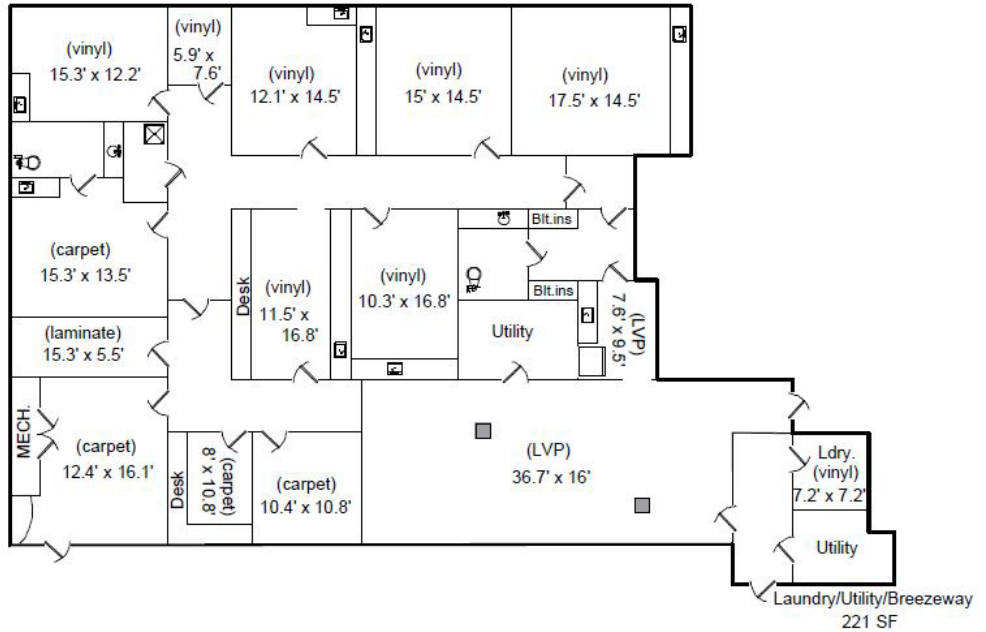 (vinyl)
15.3' x 12.2'
(vinyl)
5.9' x
7.6'
(vinyl)
12.1' x 14.5'
(vinyl)
15' x 14.5'
(vinyl)
17.5' x 14.5'
(carpet)
15.3' x 13.5'
Desk
(vinyl)
11.5' x
16.8'
(vinyl)
10.3' x 16.8'
Blt.ins
Blt.ins
Utility
(LVP)
7.6' x 9.5'
(laminate)
15.3' x 5.5'
MECH.
(carpet)
12.4' x 16.1'
Desk
(carpet)
8' x 10.8'
(carpet)
10.4' x 10.8'
(LVP)
36.7' x 16'
Ldry.
(vinyl)
7.2' x 7.2'
Utility
Laundry/Utility/Breezeway
221 SF